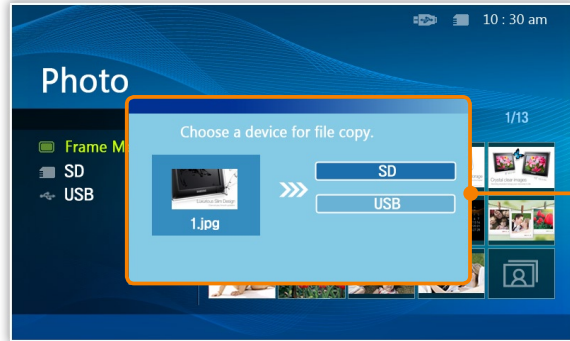 10 : 30 am
Photo
1/13
Choose a device for file copy.
Frame M
SD
USB
SD
USB
1.jpg